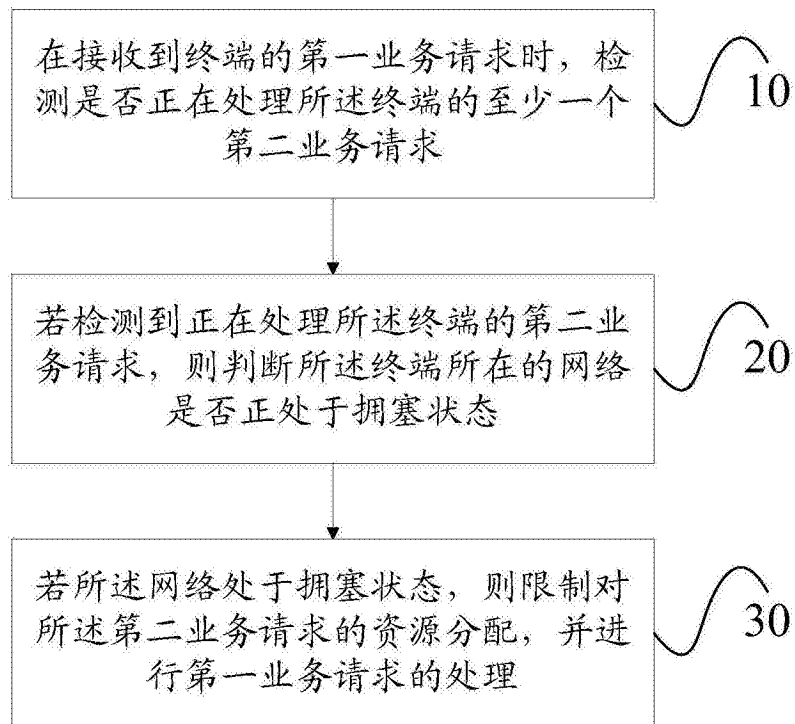 在接收到终端的第一业务请求时，检
测是否正在处理所述终端的至少一个
第二业务请求
10
若检测到正在处理所述终端的第二业
务请求，则判断所述终端所在的网络
是否正处于拥塞状态
20
若所述网络处于拥塞状态，则限制对
所述第二业务请求的资源分配，并进
行第一业务请求的处理
30